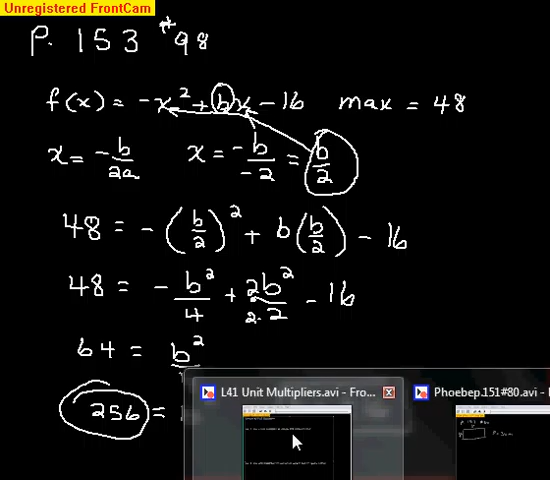 Unregistered FrontCam
P. 153 #98
f(x) = -x² + bx - 16 max = 48
x = -b/2a x = -b/-2 = b/2
48 = -(b/2)² + b(b/2) - 16
48 = -b²/4 + 2b²/2·2 - 16
64 = b²
256 =
L41 Unit Multipliers.avi - Fro...
Phoebep.151#80.avi - Fron